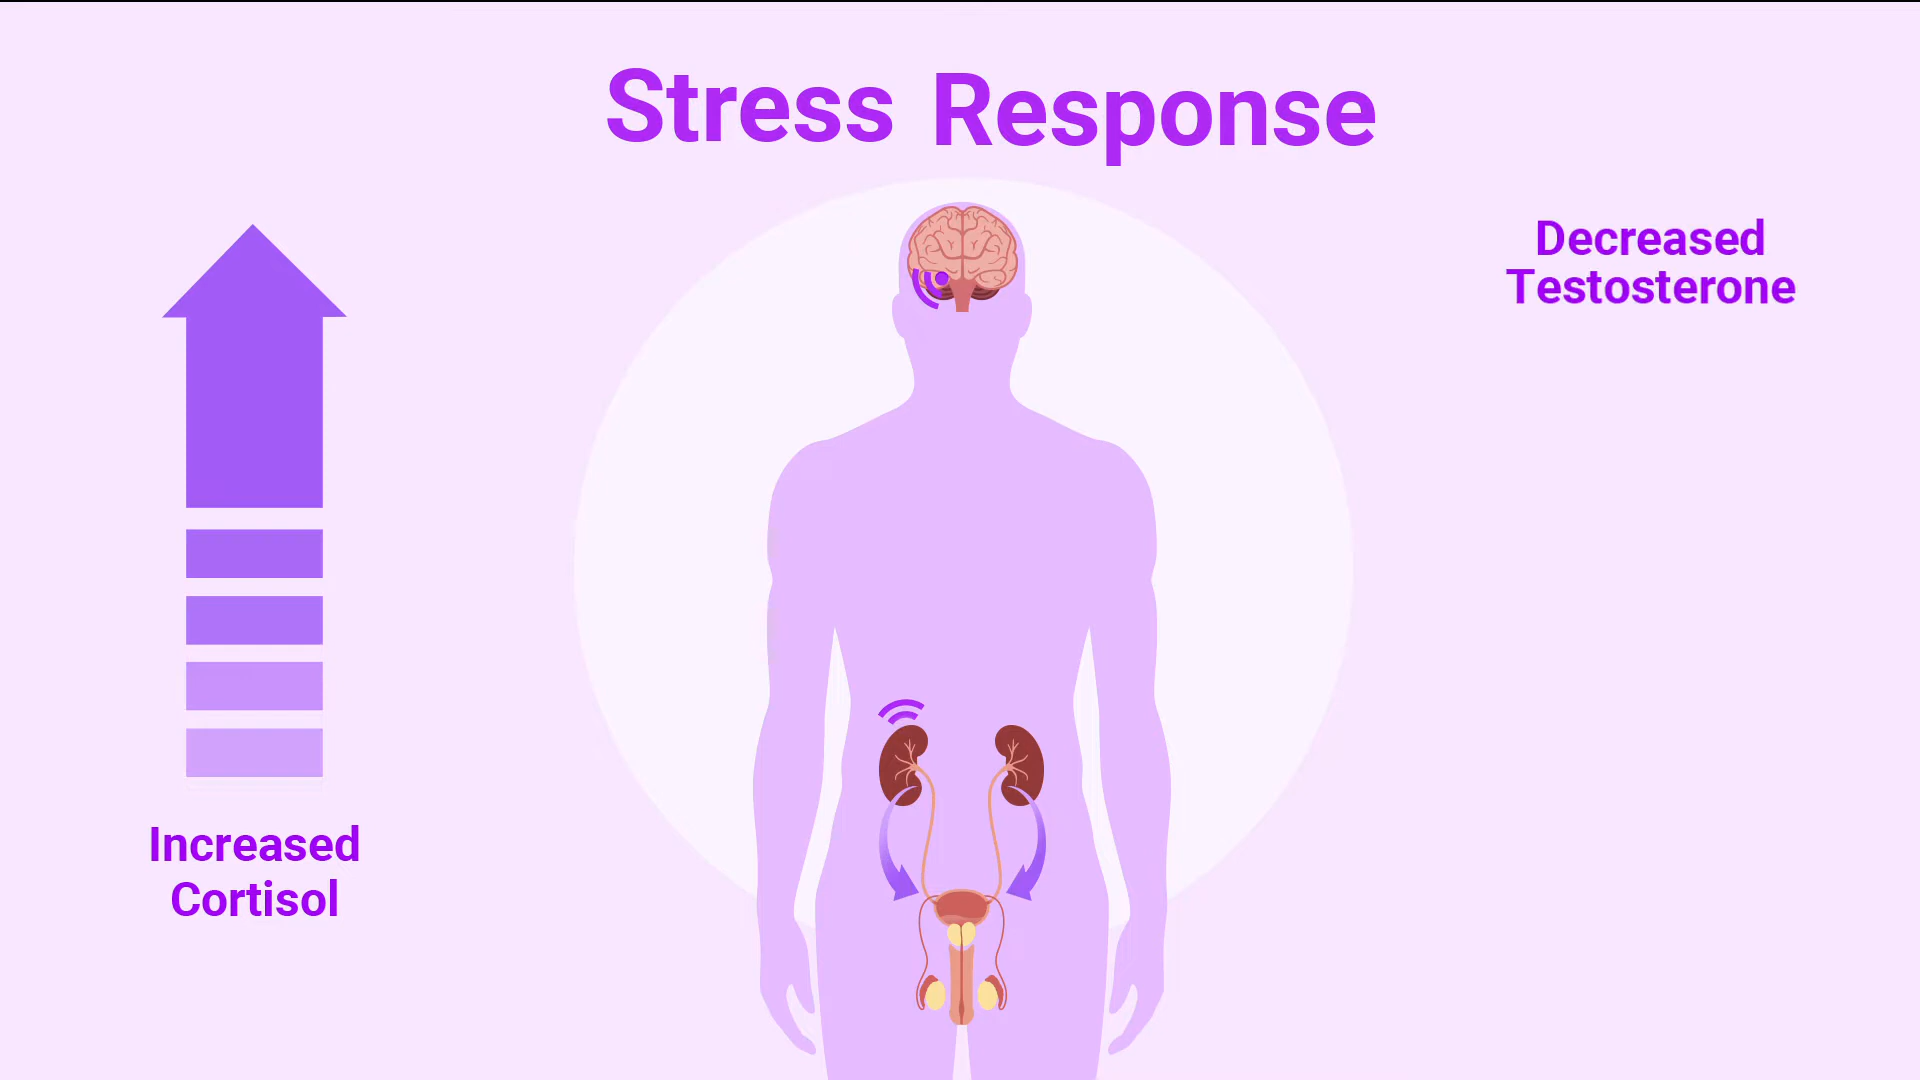 Stress Response
Decreased
Testosterone
Increased
Cortisol